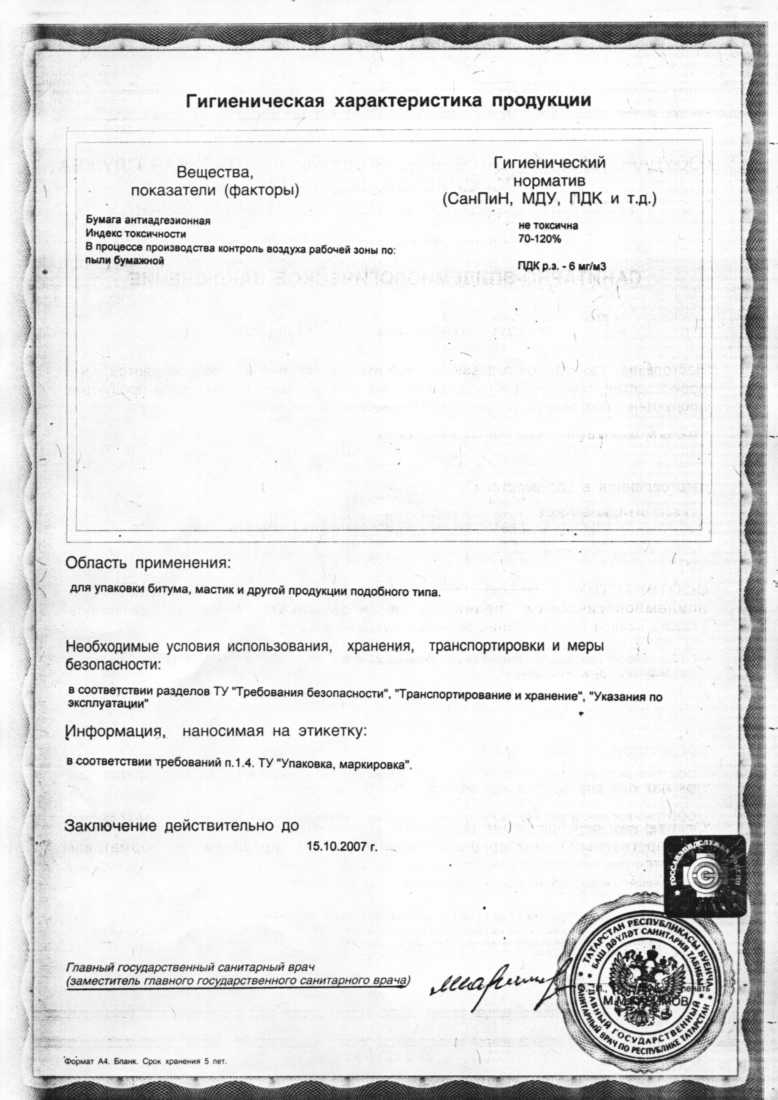 Гигиеническая характеристика продукции
Вещества,
показатели (факторы)
Гигиенический
норматив
(СанПиН, МДУ, ПДК и т.д.)
Бумага антиадгезионная
не токсична
Индекс токсичности
70-120%
В процессе производства контроль воздуха рабочей зоны по:
пыли бумажной
ПДК р.з. - 6 мг/м3
Область применения:
для упаковки битума, мастик и другой продукции подобного типа.
Необходимые условия использования, хранения, транспортировки и меры
безопасности:
в соответствии разделов ТУ "Требования безопасности", "Транспортирование и хранение", "Указания по
эксплуатации"
Информация, наносимая на этикетку:
в соответствии требований п.1.4. ТУ "Упаковка, маркировка".
Заключение действительно до
15.10.2007 г.
ГОССАНЭПИДСЛУЖБА
ТАТАРСТАН РЕСПУБЛИКАСЫ БУЕНЧА
БАШ ДӘҮЛӘТ САНИТАРИЯ ТАБИБЫ
ГЛАВНЫЙ ГОСУДАРСТВЕННЫЙ
САНИТАРНЫЙ ВРАЧ ПО РЕСПУБЛИКЕ ТАТАРСТАН
Главный государственный санитарный врач
(заместитель главного государственного санитарного врача)
печать
Формат А4. Бланк. Срок хранения 5 лет.